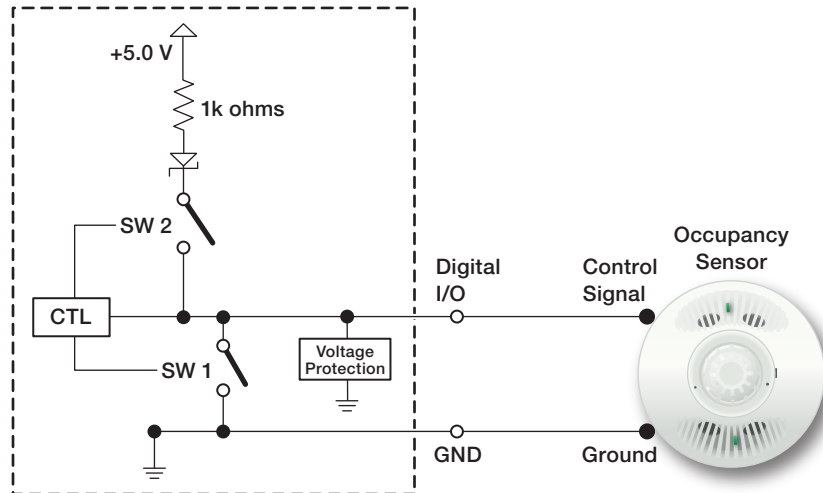 +5.0 V
1k ohms
SW 2
CTL
SW 1
Voltage
Protection
Digital
I/O
GND
Control
Signal
Ground
Occupancy
Sensor